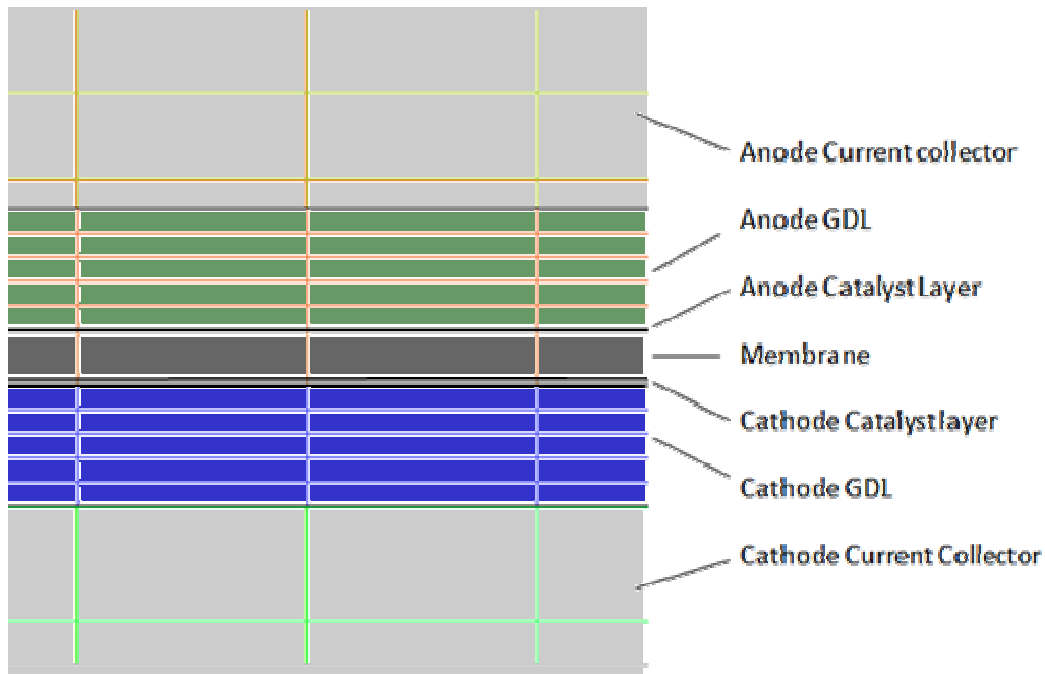 Anode Current collector
Anode GDL
Anode Catalyst Layer
Membrane
Cathode Catalyst layer
Cathode GDL
Cathode Current Collector